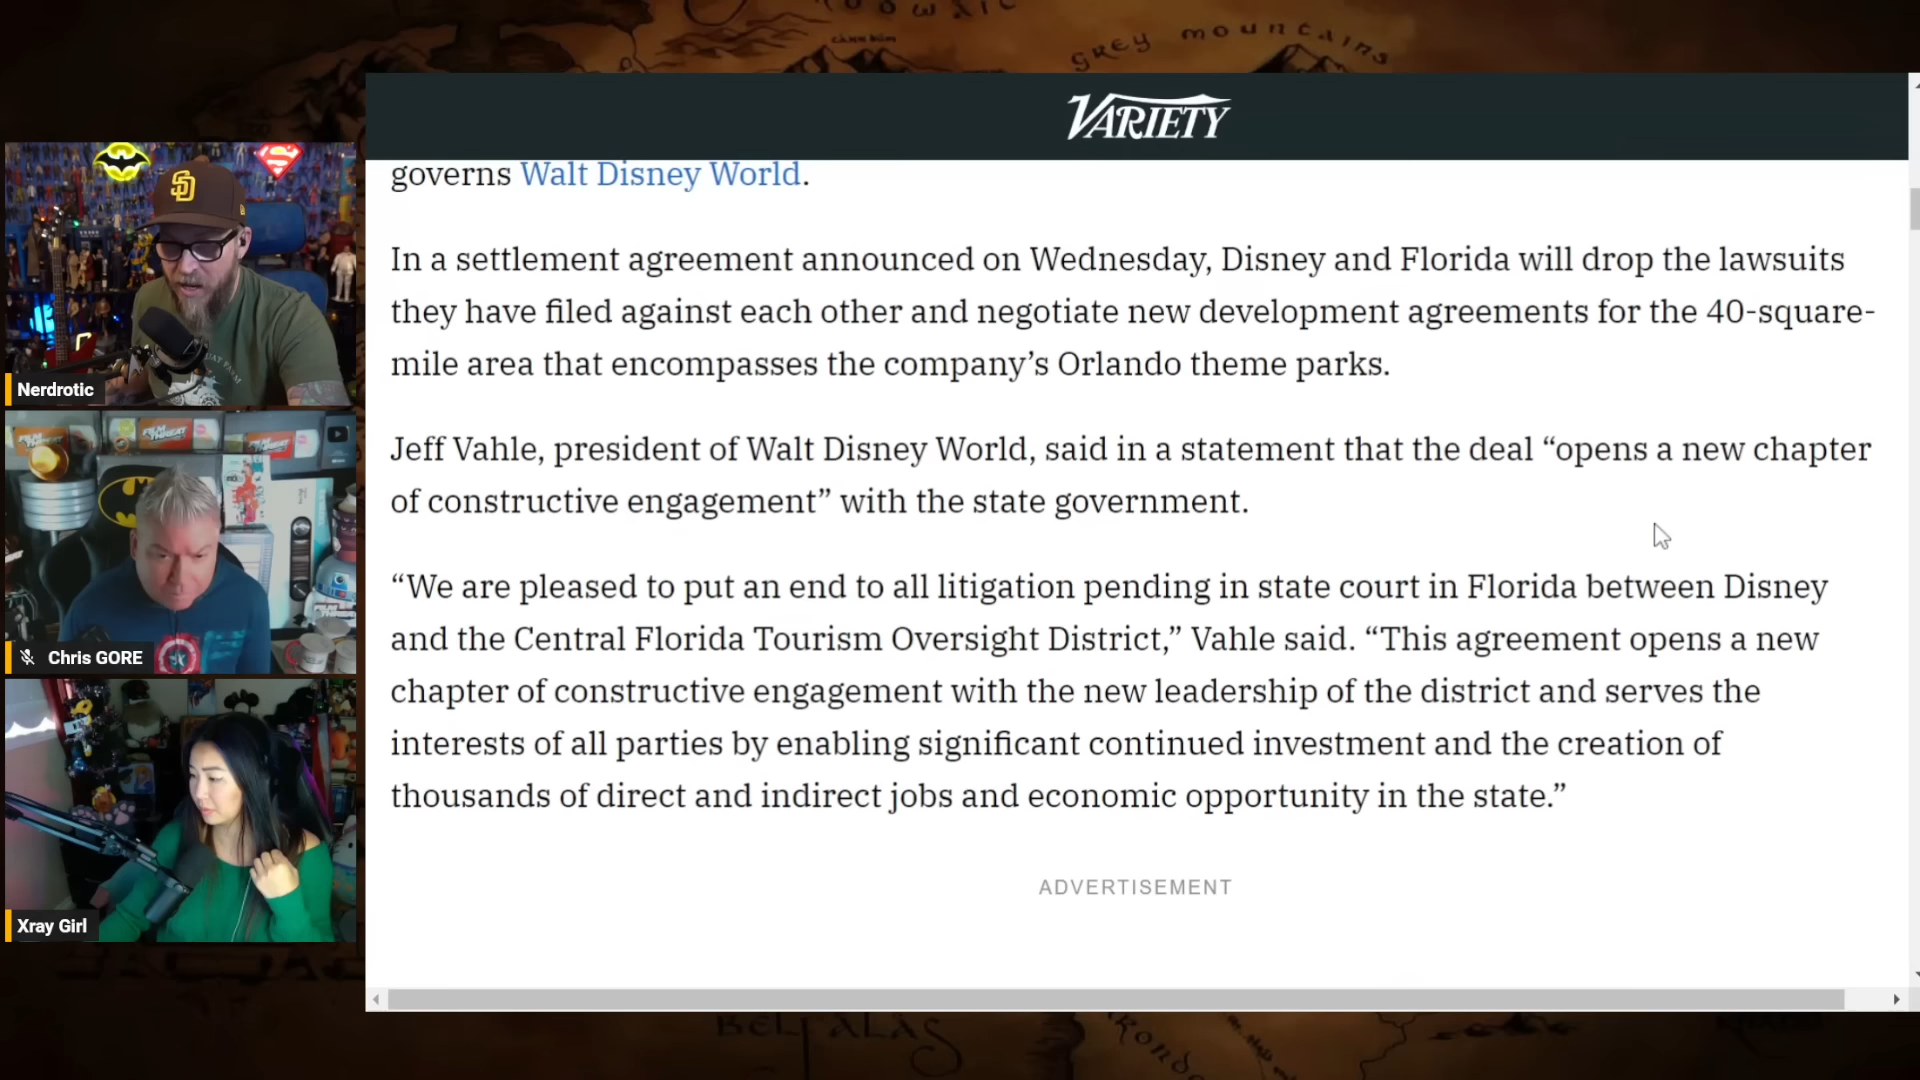 GREY mountains
VARIETY
governs Walt Disney World.
In a settlement agreement announced on Wednesday, Disney and Florida will drop the lawsuits
they have filed against each other and negotiate new development agreements for the 40-square-
mile area that encompasses the company’s Orlando theme parks.
Jeff Vahle, president of Walt Disney World, said in a statement that the deal “opens a new chapter
of constructive engagement” with the state government.
“We are pleased to put an end to all litigation pending in state court in Florida between Disney
and the Central Florida Tourism Oversight District,” Vahle said. “This agreement opens a new
chapter of constructive engagement with the new leadership of the district and serves the
interests of all parties by enabling significant continued investment and the creation of
thousands of direct and indirect jobs and economic opportunity in the state.”
ADVERTISEMENT
SD
Nerdrotic
FILM THREAT
FILM THREAT
Chris GORE
Xray Girl
BELFALAS